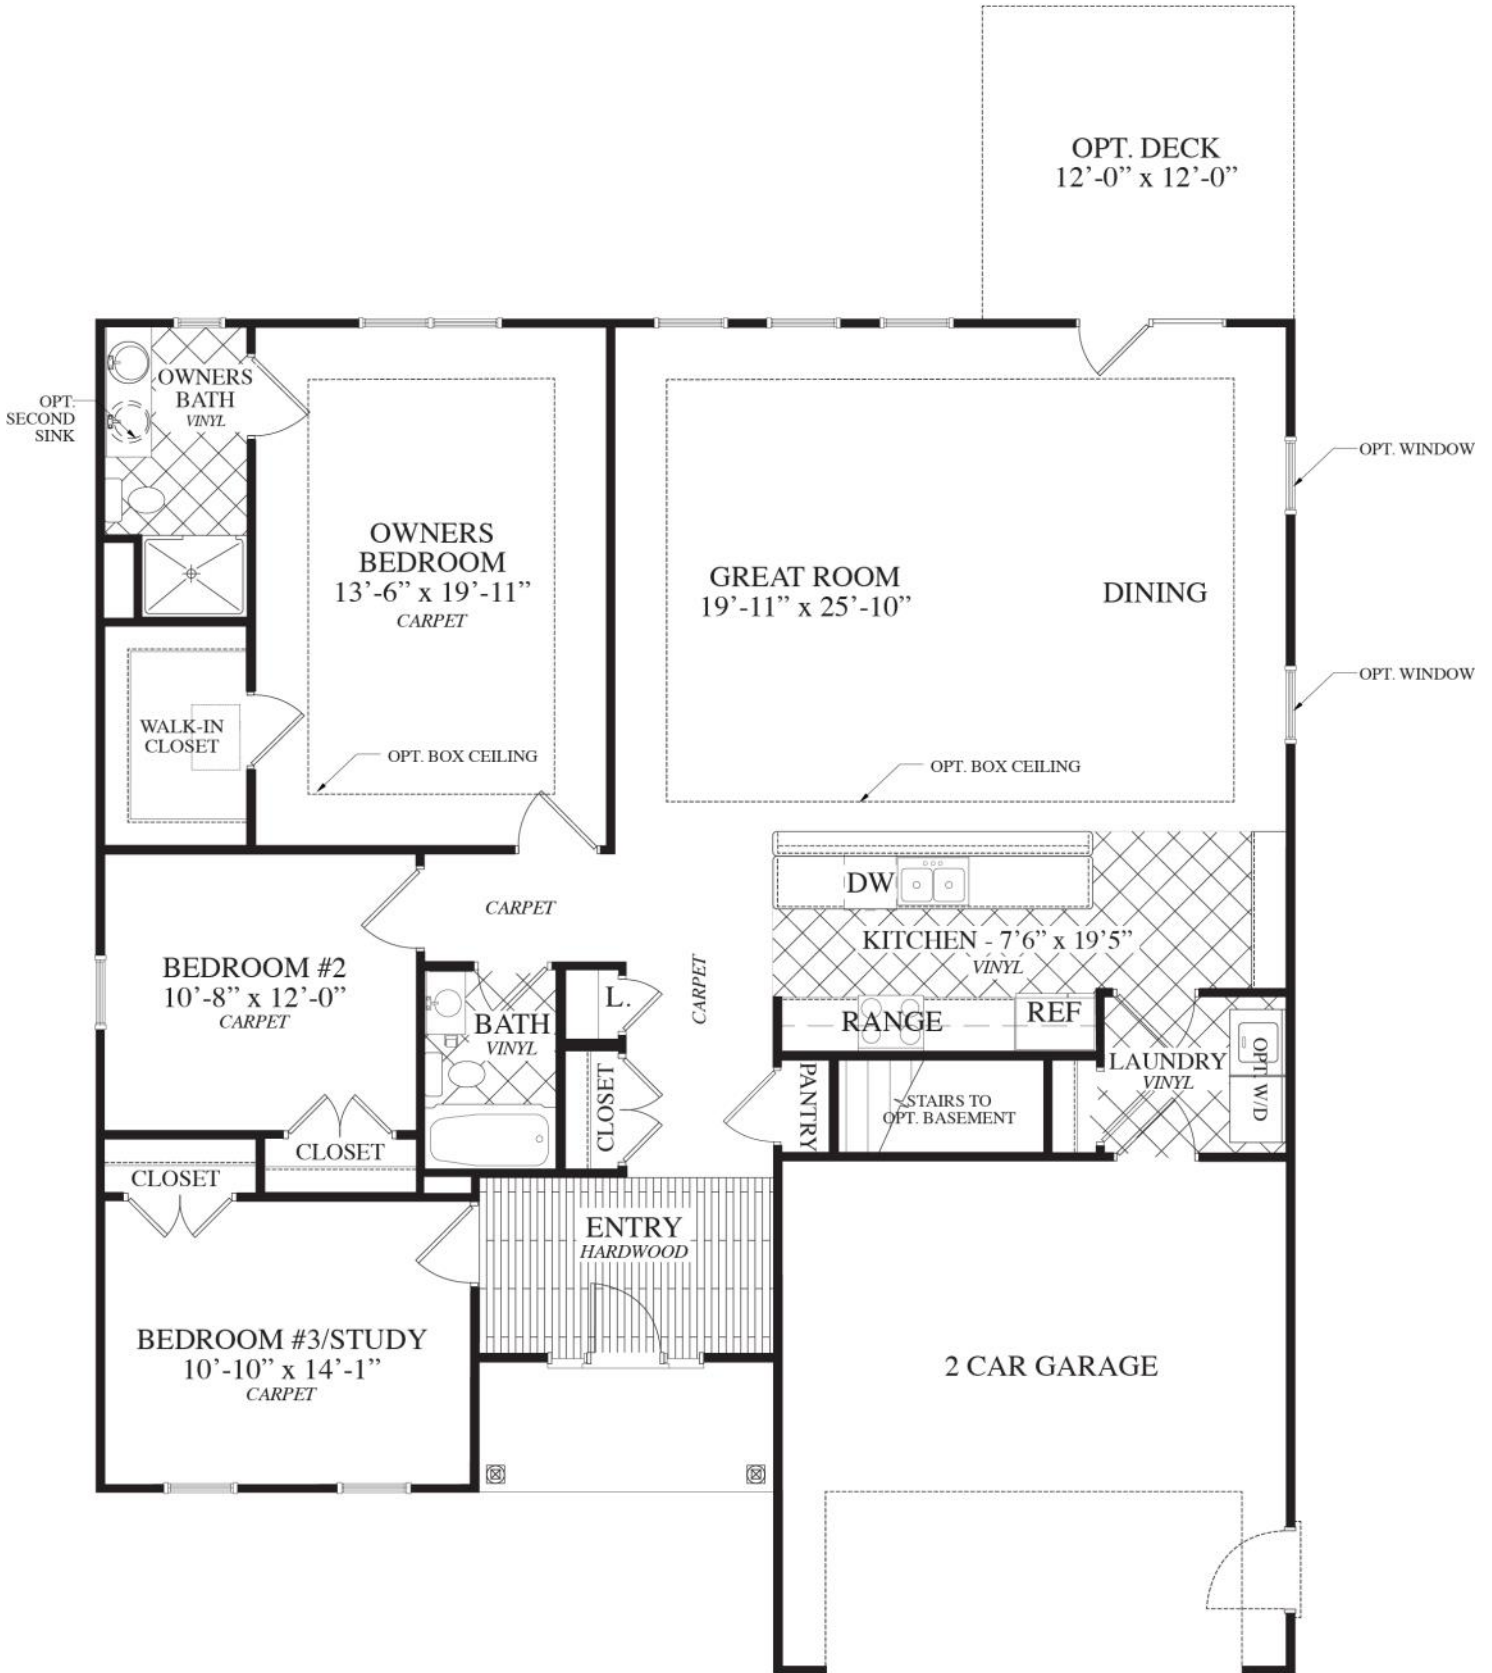 OPT. DECK
12’-0” x 12’-0”
OWNERS
BATH
VINYL
OPT.
SECOND
SINK
OPT. WINDOW
OWNERS
BEDROOM
13’-6” x 19’-11”
CARPET
GREAT ROOM
19’-11” x 25’-10”
DINING
OPT. WINDOW
WALK-IN
CLOSET
OPT. BOX CEILING
OPT. BOX CEILING
DW
CARPET
KITCHEN - 7’6” x 19’5”
VINYL
BEDROOM #2
10’-8” x 12’-0”
CARPET
CARPET
L.
BATH
VINYL
RANGE
REF
LAUNDRY
VINYL
OPT. W/D
CLOSET
PANTRY
STAIRS TO
OPT. BASEMENT
CLOSET
CLOSET
ENTRY
HARDWOOD
BEDROOM #3/STUDY
10’-10” x 14’-1”
CARPET
2 CAR GARAGE